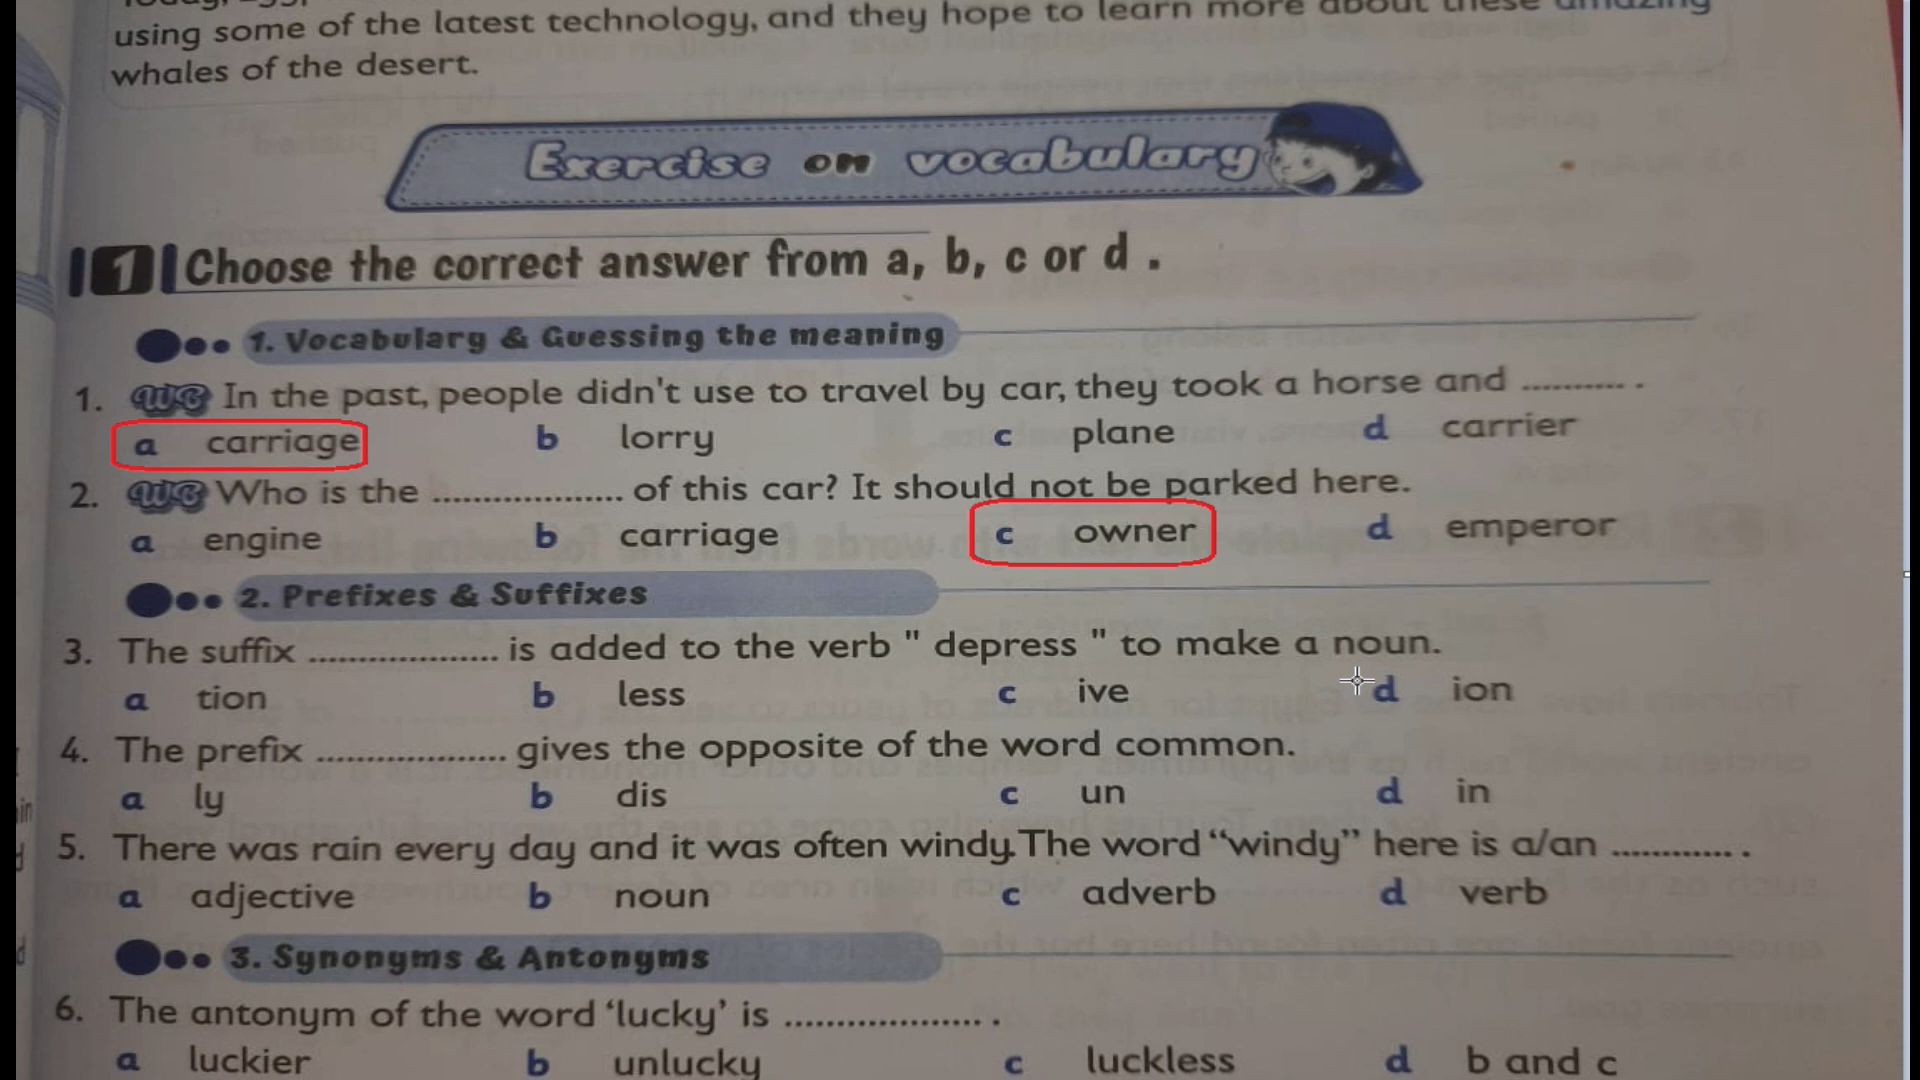 using some of the latest technology, and they hope to learn more about these amazing
whales of the desert.
Exercise on vocabulary
1 Choose the correct answer from a, b, c or d .
1. Vocabulary & Guessing the meaning
1. WB In the past, people didn't use to travel by car, they took a horse and ........... .
a carriage b lorry c plane d carrier
2. WB Who is the ................... of this car? It should not be parked here.
a engine b carriage c owner d emperor
2. Prefixes & Suffixes
3. The suffix ................... is added to the verb " depress " to make a noun.
a tion b less c ive d ion
4. The prefix ................... gives the opposite of the word common.
a ly b dis c un d in
5. There was rain every day and it was often windy. The word “windy” here is a/an ............ .
a adjective b noun c adverb d verb
3. Synonyms & Antonyms
6. The antonym of the word ‘lucky’ is .................... .
a luckier b unlucky c luckless d b and c